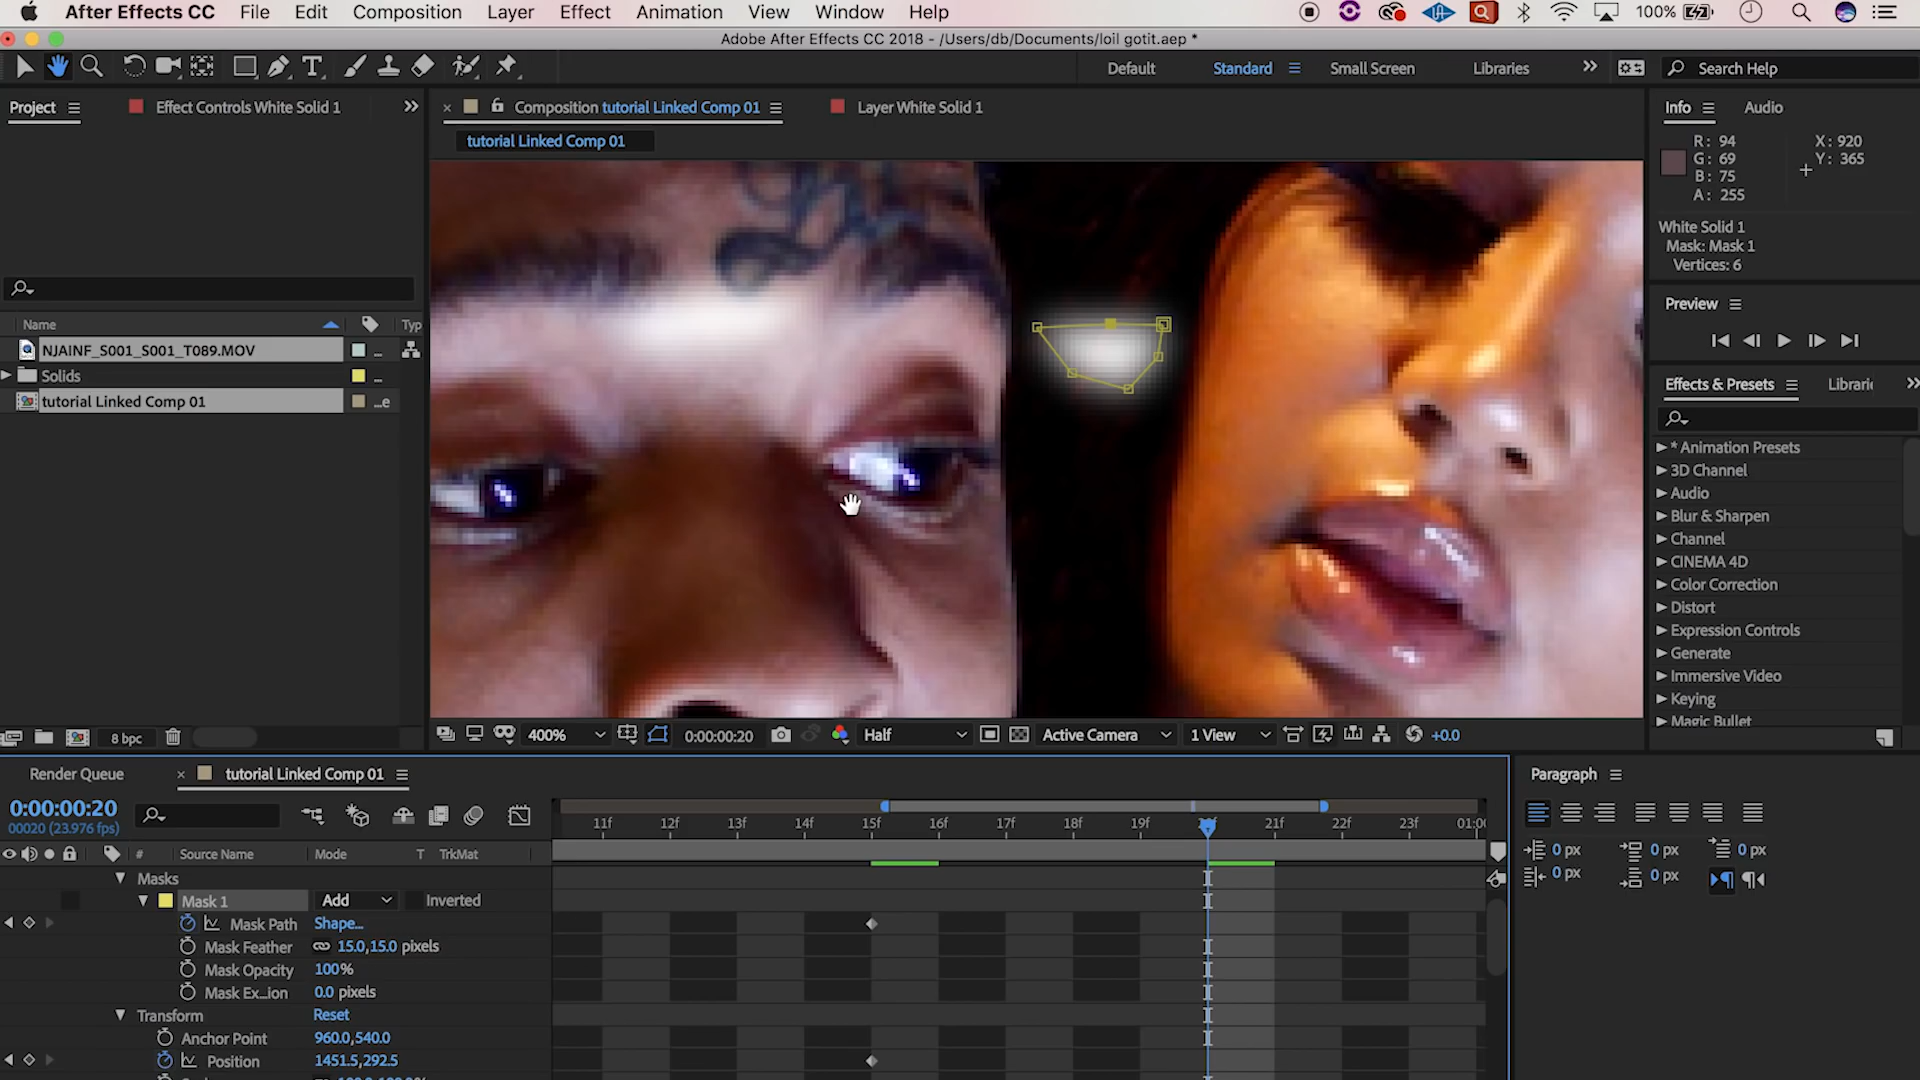 After Effects CC File Edit Composition Layer Effect Animation View Window Help 100%
Adobe After Effects CC 2018 - /Users/db/Documents/loil gotit.aep *
Default Standard Small Screen Libraries Search Help
Project Effect Controls White Solid 1
Composition tutorial Linked Comp 01
Layer White Solid 1
tutorial Linked Comp 01
Info Audio
R: 94 X: 920
G: 69 Y: 365
B: 75
A: 255
White Solid 1
Mask: Mask 1
Vertices: 6
Preview
Name Typ
NJAINF_S001_S001_T089.MOV ...
Solids ...
tutorial Linked Comp 01 ...e
8 bpc
Effects & Presets Librari
* Animation Presets
3D Channel
Audio
Blur & Sharpen
Channel
CINEMA 4D
Color Correction
Distort
Expression Controls
Generate
Immersive Video
Keying
Magic Bullet
400% 0:00:00:20 Half Active Camera 1 View +0.0
Render Queue tutorial Linked Comp 01
0:00:00:20
00020 (23.976 fps)
11f 12f 13f 14f 15f 16f 17f 18f 19f 21f 22f 23f 01:0
# Source Name Mode T TrkMat
Masks
Mask 1 Add Inverted
Mask Path Shape...
Mask Feather 15.0,15.0 pixels
Mask Opacity 100%
Mask Ex...ion 0.0 pixels
Transform Reset
Anchor Point 960.0,540.0
Position 1451.5,292.5
Paragraph
0 px 0 px 0 px
0 px 0 px